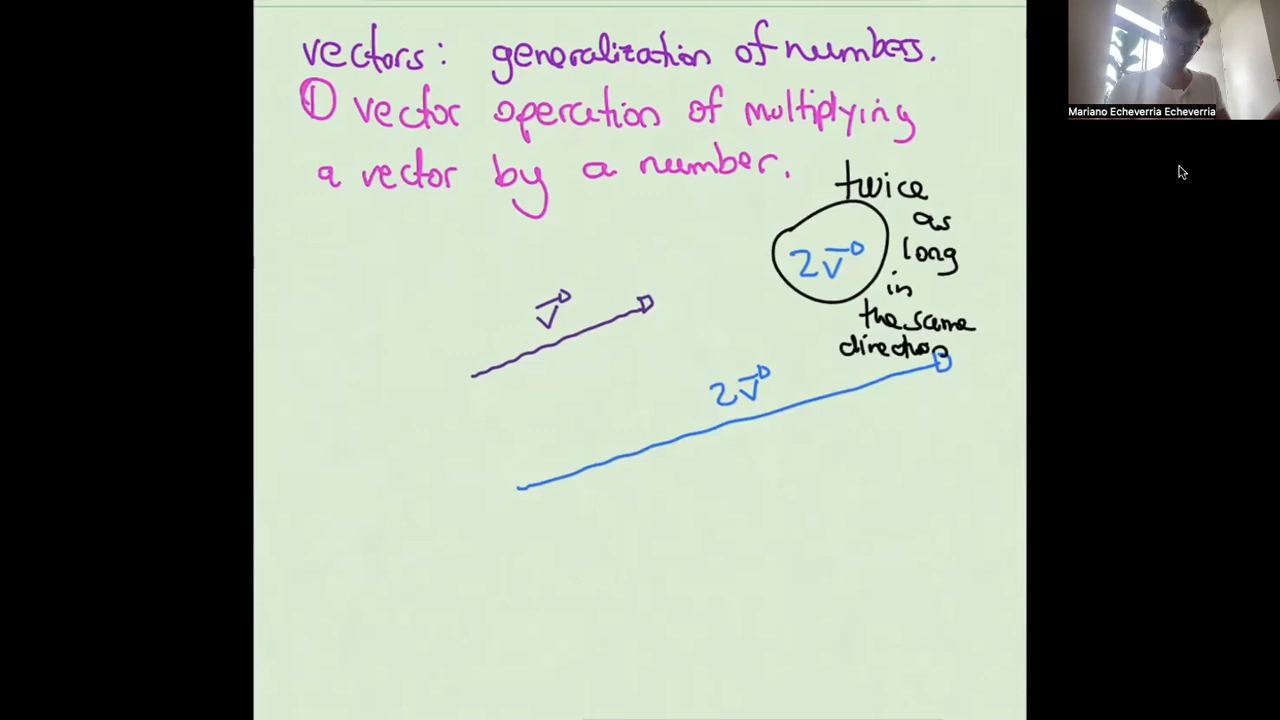 vectors: generalization of numbers.
① vector operation of multiplying
a vector by a number.
twice
as
long
in
the same
direction
2v⃗
v⃗
2v⃗
Mariano Echeverria Echeverria